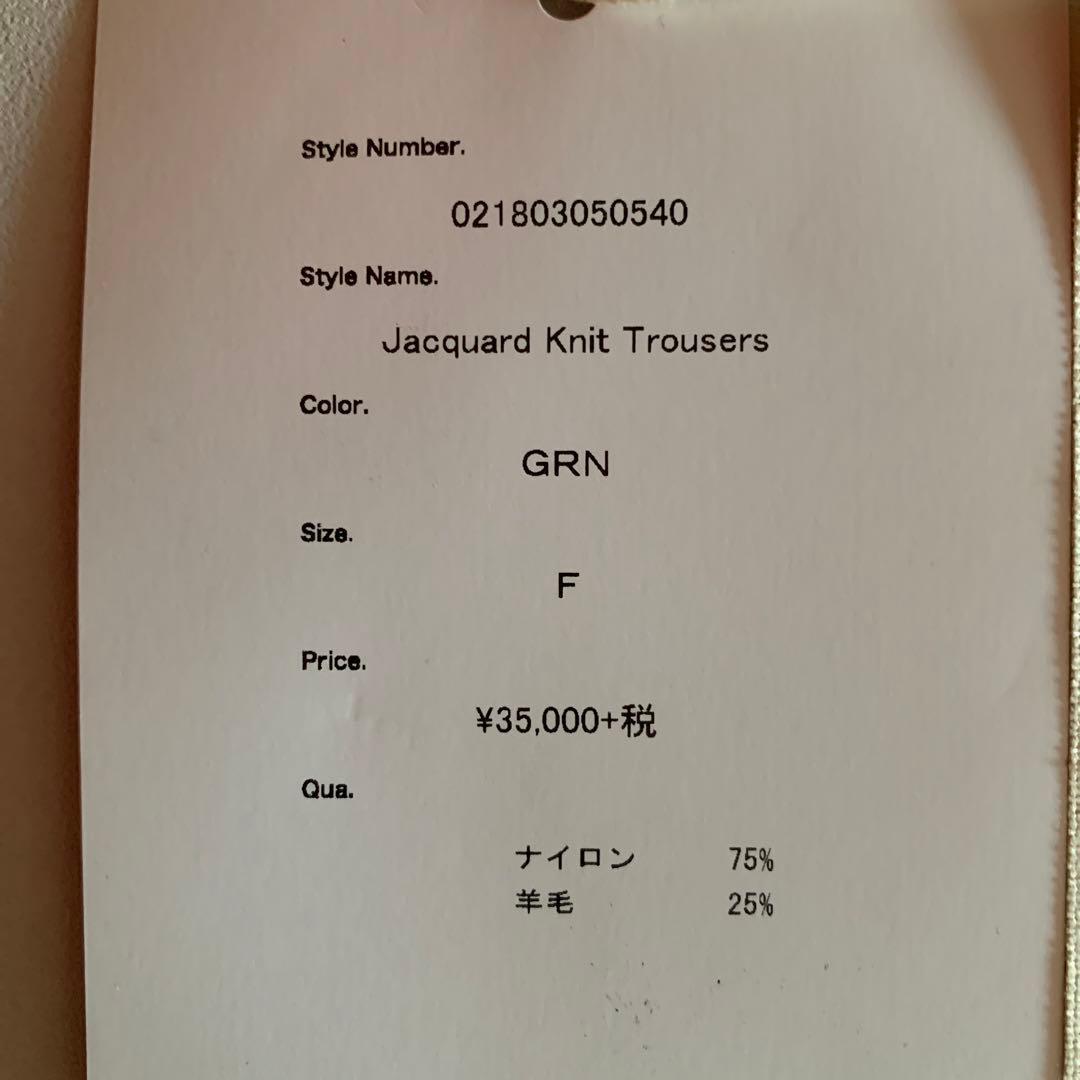 Style Number.
021803050540
Style Name.
Jacquard Knit Trousers
Color.
GRN
Size.
F
Price.
¥35,000+税
Qua.
ナイロン 75%
羊毛 25%